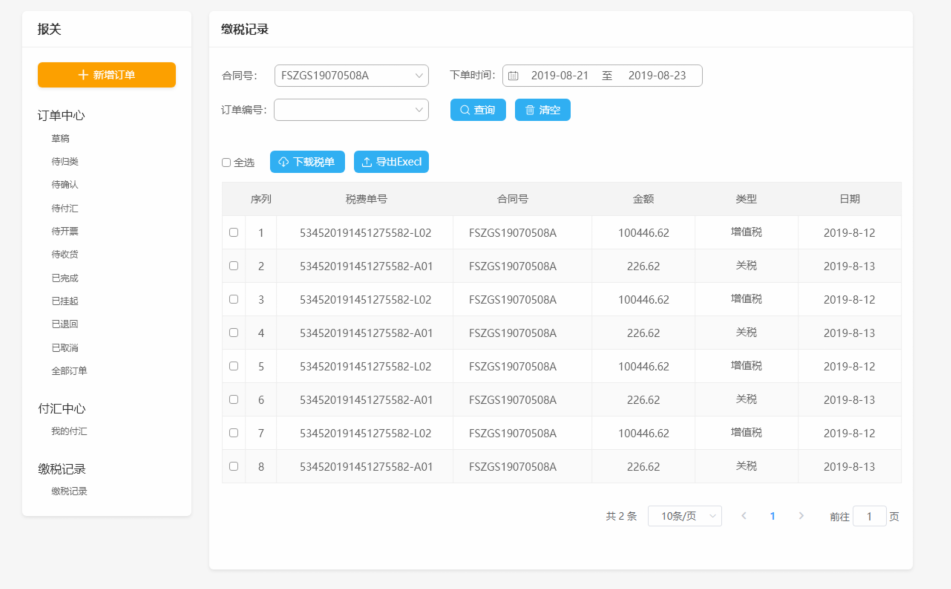 报关
新增订单
订单中心
草稿
待归类
待确认
待付汇
待开票
待收货
已完成
已挂起
已退回
已取消
全部订单
付汇中心
我的付汇
缴税记录
缴税记录
缴税记录
合同号: FSZGS19070508A 下单时间: 2019-08-21 至 2019-08-23
订单编号: 查询 清空
全选 下载税单 导出Execl
序列 税费单号 合同号 金额 类型 日期
1 534520191451275582-L02 FSZGS19070508A 100446.62 增值税 2019-8-12
2 534520191451275582-A01 FSZGS19070508A 226.62 关税 2019-8-13
3 534520191451275582-L02 FSZGS19070508A 100446.62 增值税 2019-8-12
4 534520191451275582-A01 FSZGS19070508A 226.62 关税 2019-8-13
5 534520191451275582-L02 FSZGS19070508A 100446.62 增值税 2019-8-12
6 534520191451275582-A01 FSZGS19070508A 226.62 关税 2019-8-13
7 534520191451275582-L02 FSZGS19070508A 100446.62 增值税 2019-8-12
8 534520191451275582-A01 FSZGS19070508A 226.62 关税 2019-8-13
共 2 条 10条/页 1 前往 1 页